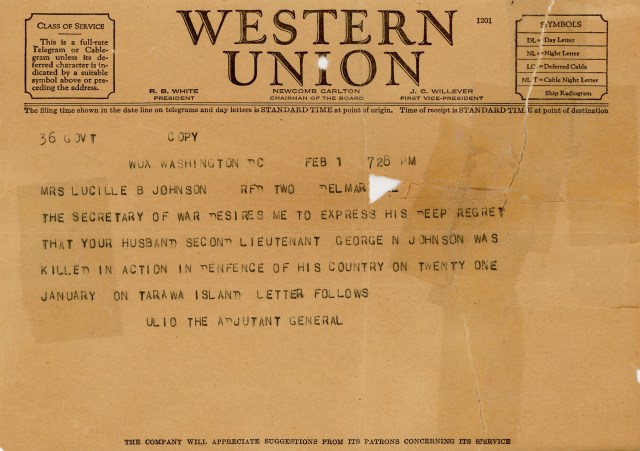 CLASS OF SERVICE
This is a full-rate
Telegram or Cable-
gram unless its de-
ferred character is in-
dicated by a suitable
symbol above or pre-
ceding the address.
WESTERN
UNION
1201
SYMBOLS
DL=Day Letter
NL=Night Letter
LC=Deferred Cable
NLT=Cable Night Letter
Ship Radiogram
R. B. WHITE
PRESIDENT
NEWCOMB CARLTON
CHAIRMAN OF THE BOARD
J. C. WILLEVER
FIRST VICE-PRESIDENT
The filing time shown in the date line on telegrams and day letters is STANDARD TIME at point of origin. Time of receipt is STANDARD TIME at point of destination
36 GOVT COPY
WUX WASHINGTON DC FEB 1 728 PM
MRS LUCILLE B JOHNSON RFD TWO DELMAR
THE SECRETARY OF WAR DESIRES ME TO EXPRESS HIS DEEP REGRET
THAT YOUR HUSBAND SECOND LIEUTENANT GEORGE N JOHNSON WAS
KILLED IN ACTION IN DENFENCE OF HIS COUNTRY ON TWENTY ONE
JANUARY ON TARAWA ISLAND LETTER FOLLOWS
ULIO THE ADJUTANT GENERAL
THE COMPANY WILL APPRECIATE SUGGESTIONS FROM ITS PATRONS CONCERNING ITS SERVICE